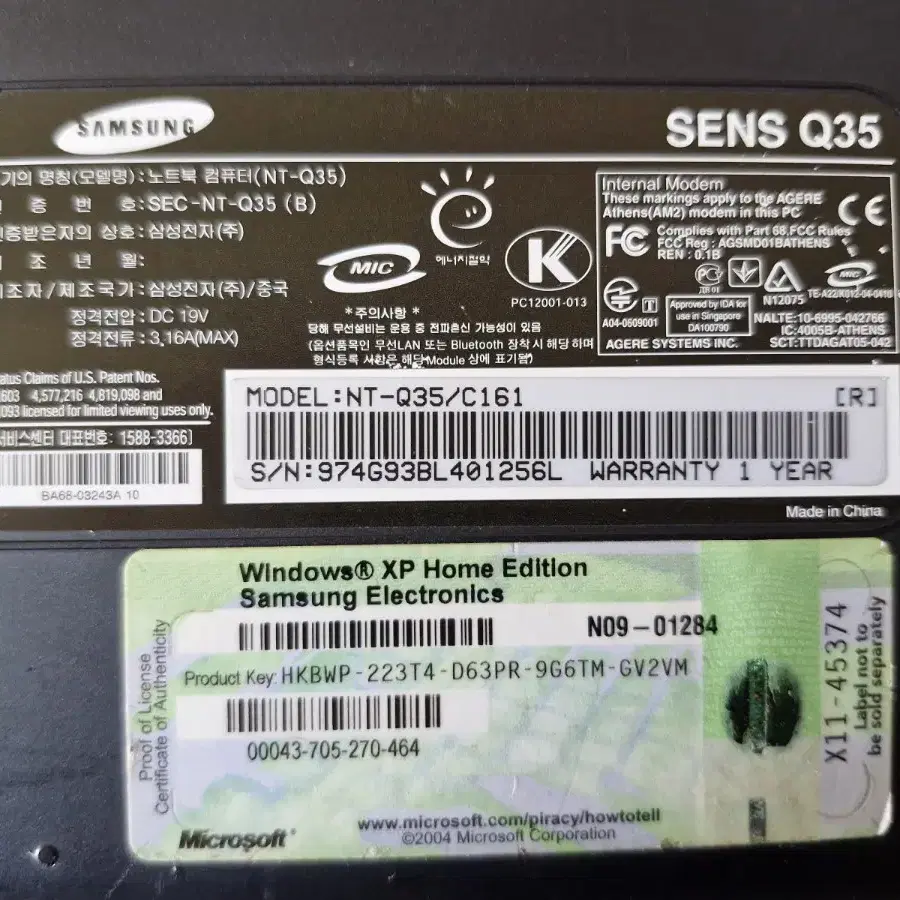 SAMSUNG
SENS Q35
기의 명칭(모델명) : 노트북 컴퓨터(NT-Q35)
증 번 호 : SEC-NT-Q35 (B)
증받은자의 상호 : 삼성전자(주)
조 년 월 :
조자/제조국가 : 삼성전자(주)/중국
정격전압 : DC 19V
정격전류 : 3,16A(MAX)
MIC
에너지절약
K
PC12001-013
*주의사항*
당해 무선설비는 운용 중 전파혼신 가능성이 있음
(옵션품목인 무선LAN 또는 Bluetooth 장착시 해당하며
형식등록 사항은 해당 Module 상에 표기됨)
Internal Modem
These markings apply to the AGERE
Athens(AM2) modem in this PC
CE
FC
Complies with Part 68,FCC Rules
FCC Reg : AGSMD01BATHENS
REN : 0.1B
N12075
MIC
TE-A22/K012-04-0410
A04-0609001
T
Approved by IDA for
use in Singapore
DA100790
NALTE:10-6995-042766
IC:4005B-ATHENS
AGERE SYSTEMS INC.
SCT:TTDAGAT05-042
Claims of U.S. Patent Nos.
603 4,577,216 4,819,098 and
093 licensed for limited viewing uses only.
서비스센터 대표번호: 1588-3366]
BA68-03243A 10
MODEL:NT-Q35/C161 [R]
S/N:974G93BL401256L WARRANTY 1 YEAR
Made in China
Windows® XP Home Edition
Samsung Electronics
N09-01284
Product Key: HKBWP-223T4-D63PR-9G6TM-GV2VM
00043-705-270-464
Proof of License
Certificate of Authenticity
X11-45374
Label not to
be sold separately
Microsoft®
www.microsoft.com/piracy/howtotell
©2004 Microsoft Corporation